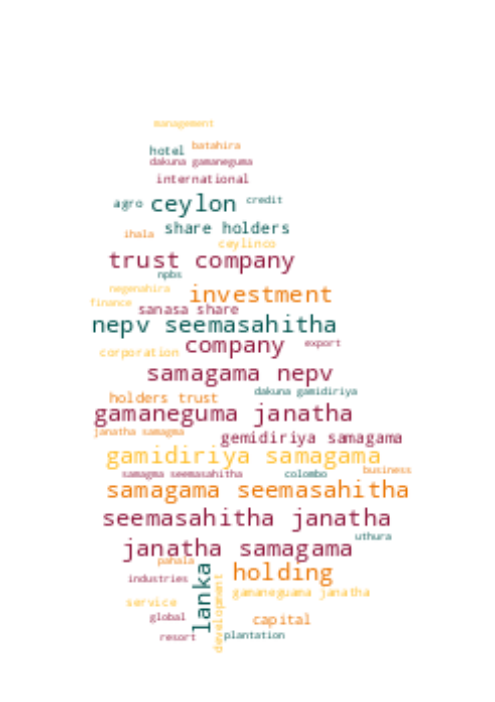 management
hotel batahira
dakuna gamaneguma
international
agro ceylon credit
ihala share holders
ceylinco
trust company
npbs
negenahira investment
finance
sanasa share
nepv seemasahitha
corporation company export
samagama nepv
dakuna gamidiriya
holders trust
gamaneguma janatha
janatha samagma
gemidiriya samagama
gamidiriya samagama
samagma seemasahitha colombo business
samagama seemasahitha
seemasahitha janatha
uthura
janatha samagama
pahala
industries lanka holding
service development gamaneguama janatha
global capital
resort plantation